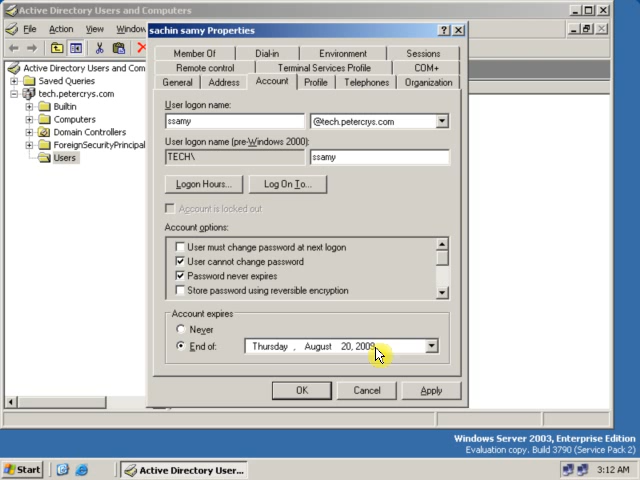 Active Directory Users and Computers
File Action View Window
sachin samy Properties
Member Of Dial-in Environment Sessions
Remote control Terminal Services Profile COM+
General Address Account Profile Telephones Organization
Active Directory Users and Com
Saved Queries
tech.petercrys.com
Builtin
Computers
Domain Controllers
ForeignSecurityPrincipal
Users
User logon name:
ssamy @tech.petercrys.com
User logon name (pre-Windows 2000):
TECH\ ssamy
Logon Hours... Log On To...
Account is locked out
Account options:
User must change password at next logon
User cannot change password
Password never expires
Store password using reversible encryption
Account expires
Never
End of: Thursday , August 20, 2009
OK Cancel Apply
Windows Server 2003, Enterprise Edition
Evaluation copy. Build 3790 (Service Pack 2)
Start Active Directory User... 3:12 AM